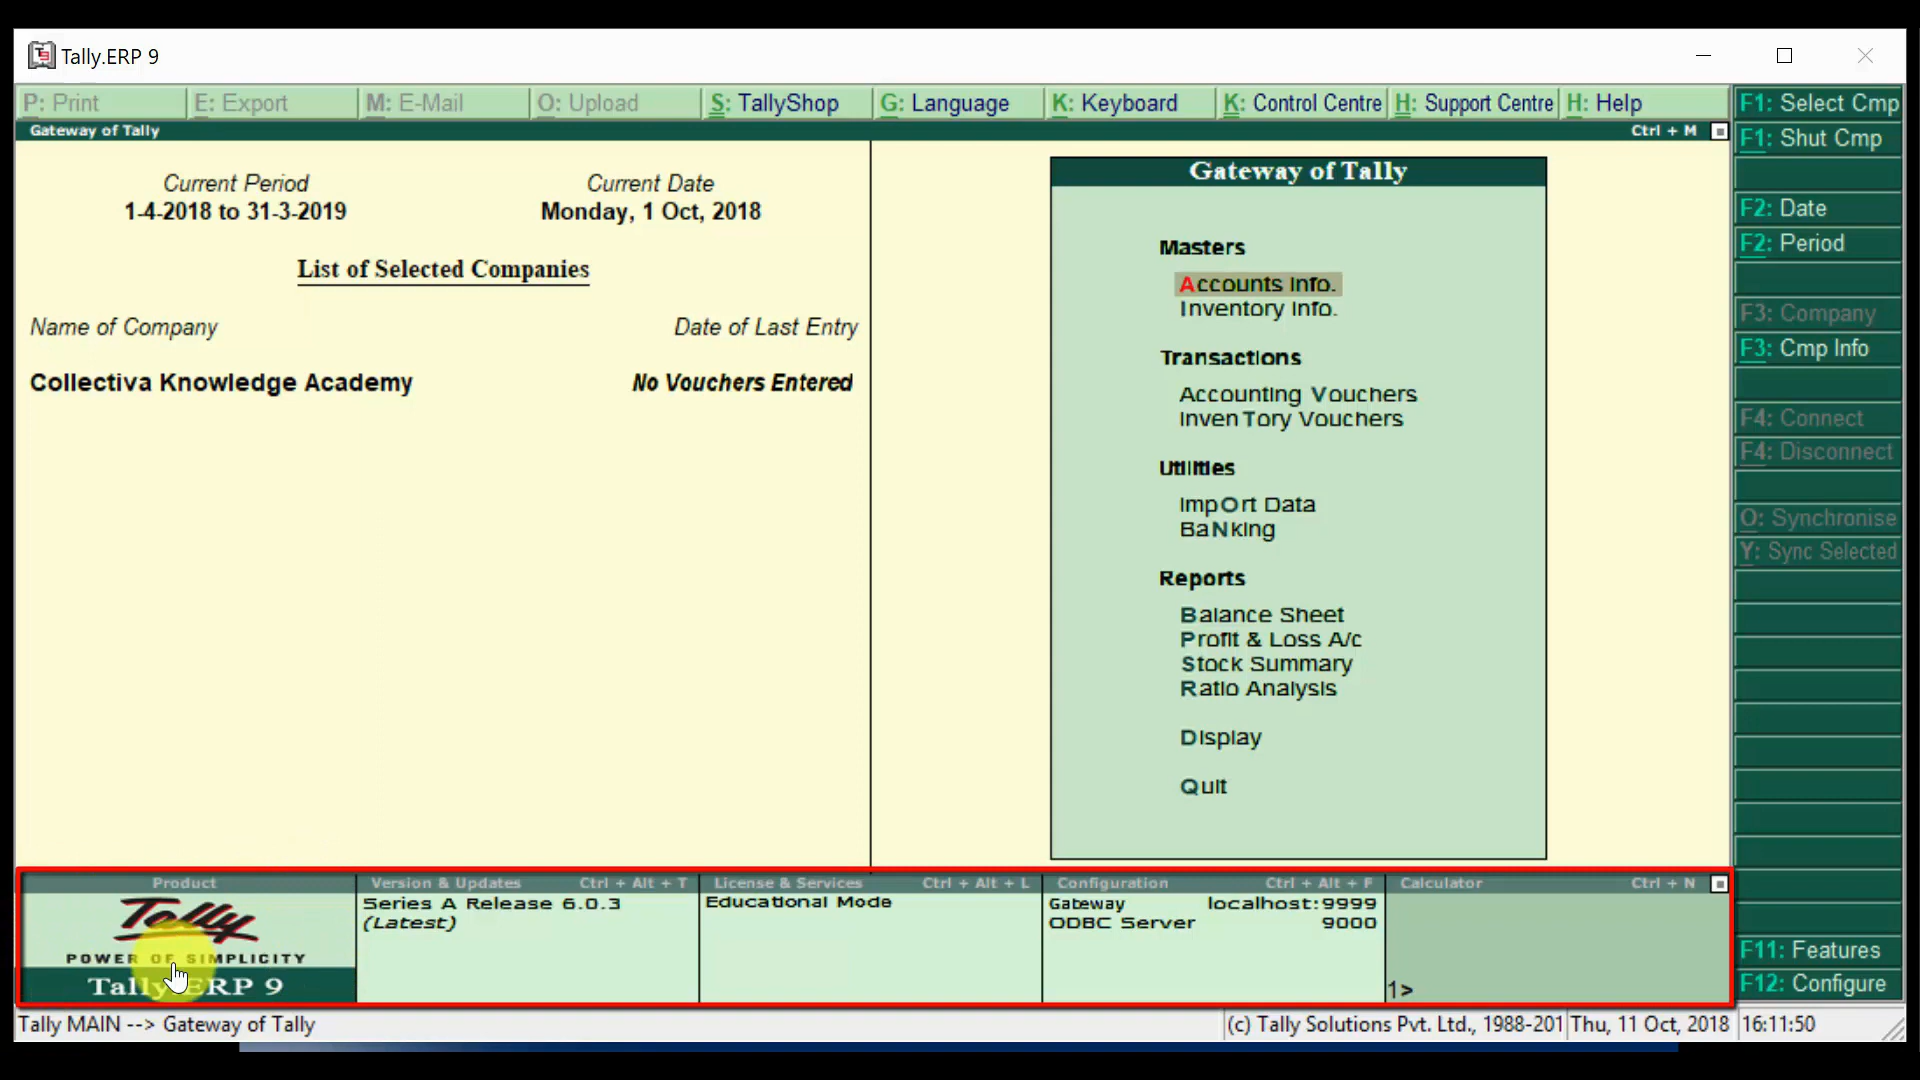 Tally.ERP 9
P: Print
E: Export
M: E-Mail
O: Upload
S: TallyShop
G: Language
K: Keyboard
K: Control Centre
H: Support Centre
H: Help
Gateway of Tally
Ctrl + M
Current Period
1-4-2018 to 31-3-2019
Current Date
Monday, 1 Oct, 2018
List of Selected Companies
Name of Company
Date of Last Entry
Collectiva Knowledge Academy
No Vouchers Entered
Gateway of Tally
Masters
Accounts Info.
Inventory Info.
Transactions
Accounting Vouchers
InvenTory Vouchers
Utilities
ImpOrt Data
BaNking
Reports
Balance Sheet
Profit & Loss A/c
Stock Summary
Ratio Analysis
Display
Quit
F1: Select Cmp
F1: Shut Cmp
F2: Date
F2: Period
F3: Company
F3: Cmp Info
F4: Connect
F4: Disconnect
O: Synchronise
Y: Sync Selected
F11: Features
F12: Configure
Product
Tally
POWER OF SIMPLICITY
Tally.ERP 9
Version & Updates Ctrl + Alt + T
Series A Release 6.0.3
(Latest)
License & Services Ctrl + Alt + L
Educational Mode
Configuration Ctrl + Alt + F
Gateway localhost:9999
ODBC Server 9000
Calculator Ctrl + N
1>
Tally MAIN --> Gateway of Tally
(c) Tally Solutions Pvt. Ltd., 1988-201
Thu, 11 Oct, 2018
16:11:50